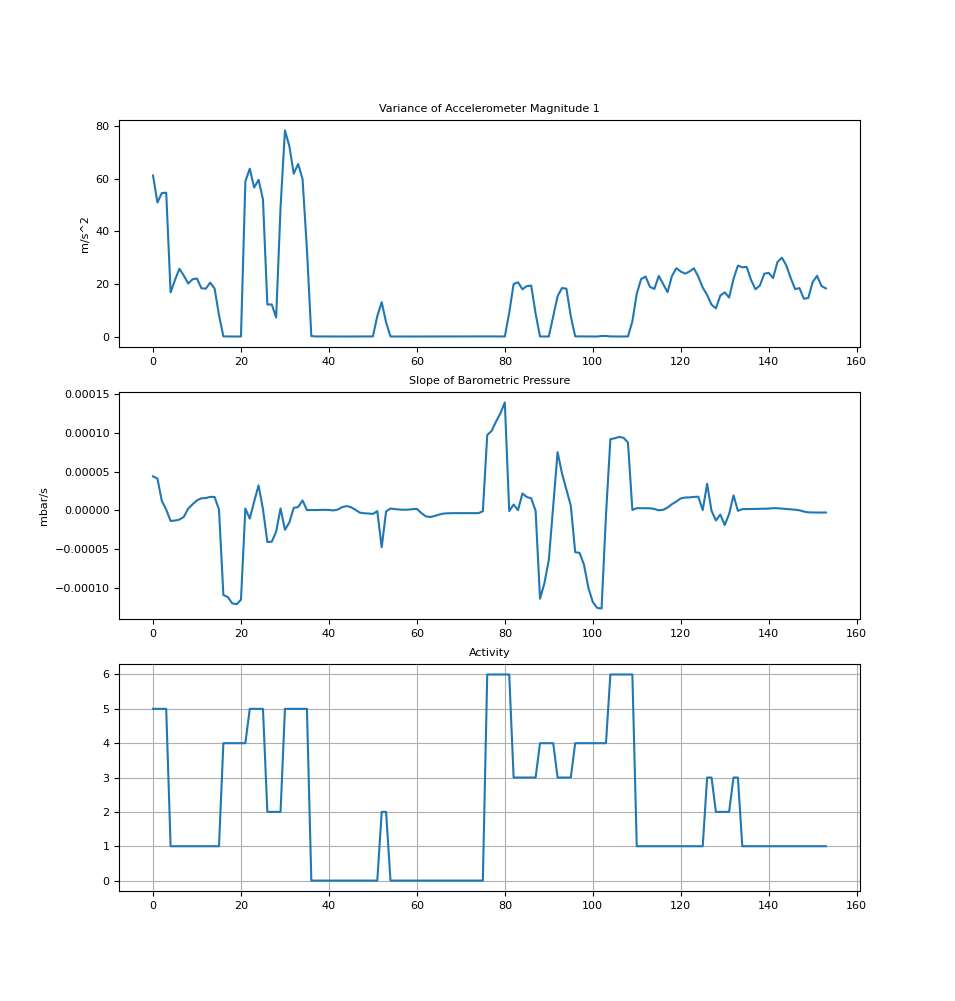 Variance of Accelerometer Magnitude 1
80
60
40
20
0
m/s^2
0 20 40 60 80 100 120 140 160
Slope of Barometric Pressure
0.00015
0.00010
0.00005
0.00000
−0.00005
−0.00010
mbar/s
0 20 40 60 80 100 120 140 160
Activity
6
5
4
3
2
1
0
0 20 40 60 80 100 120 140 160